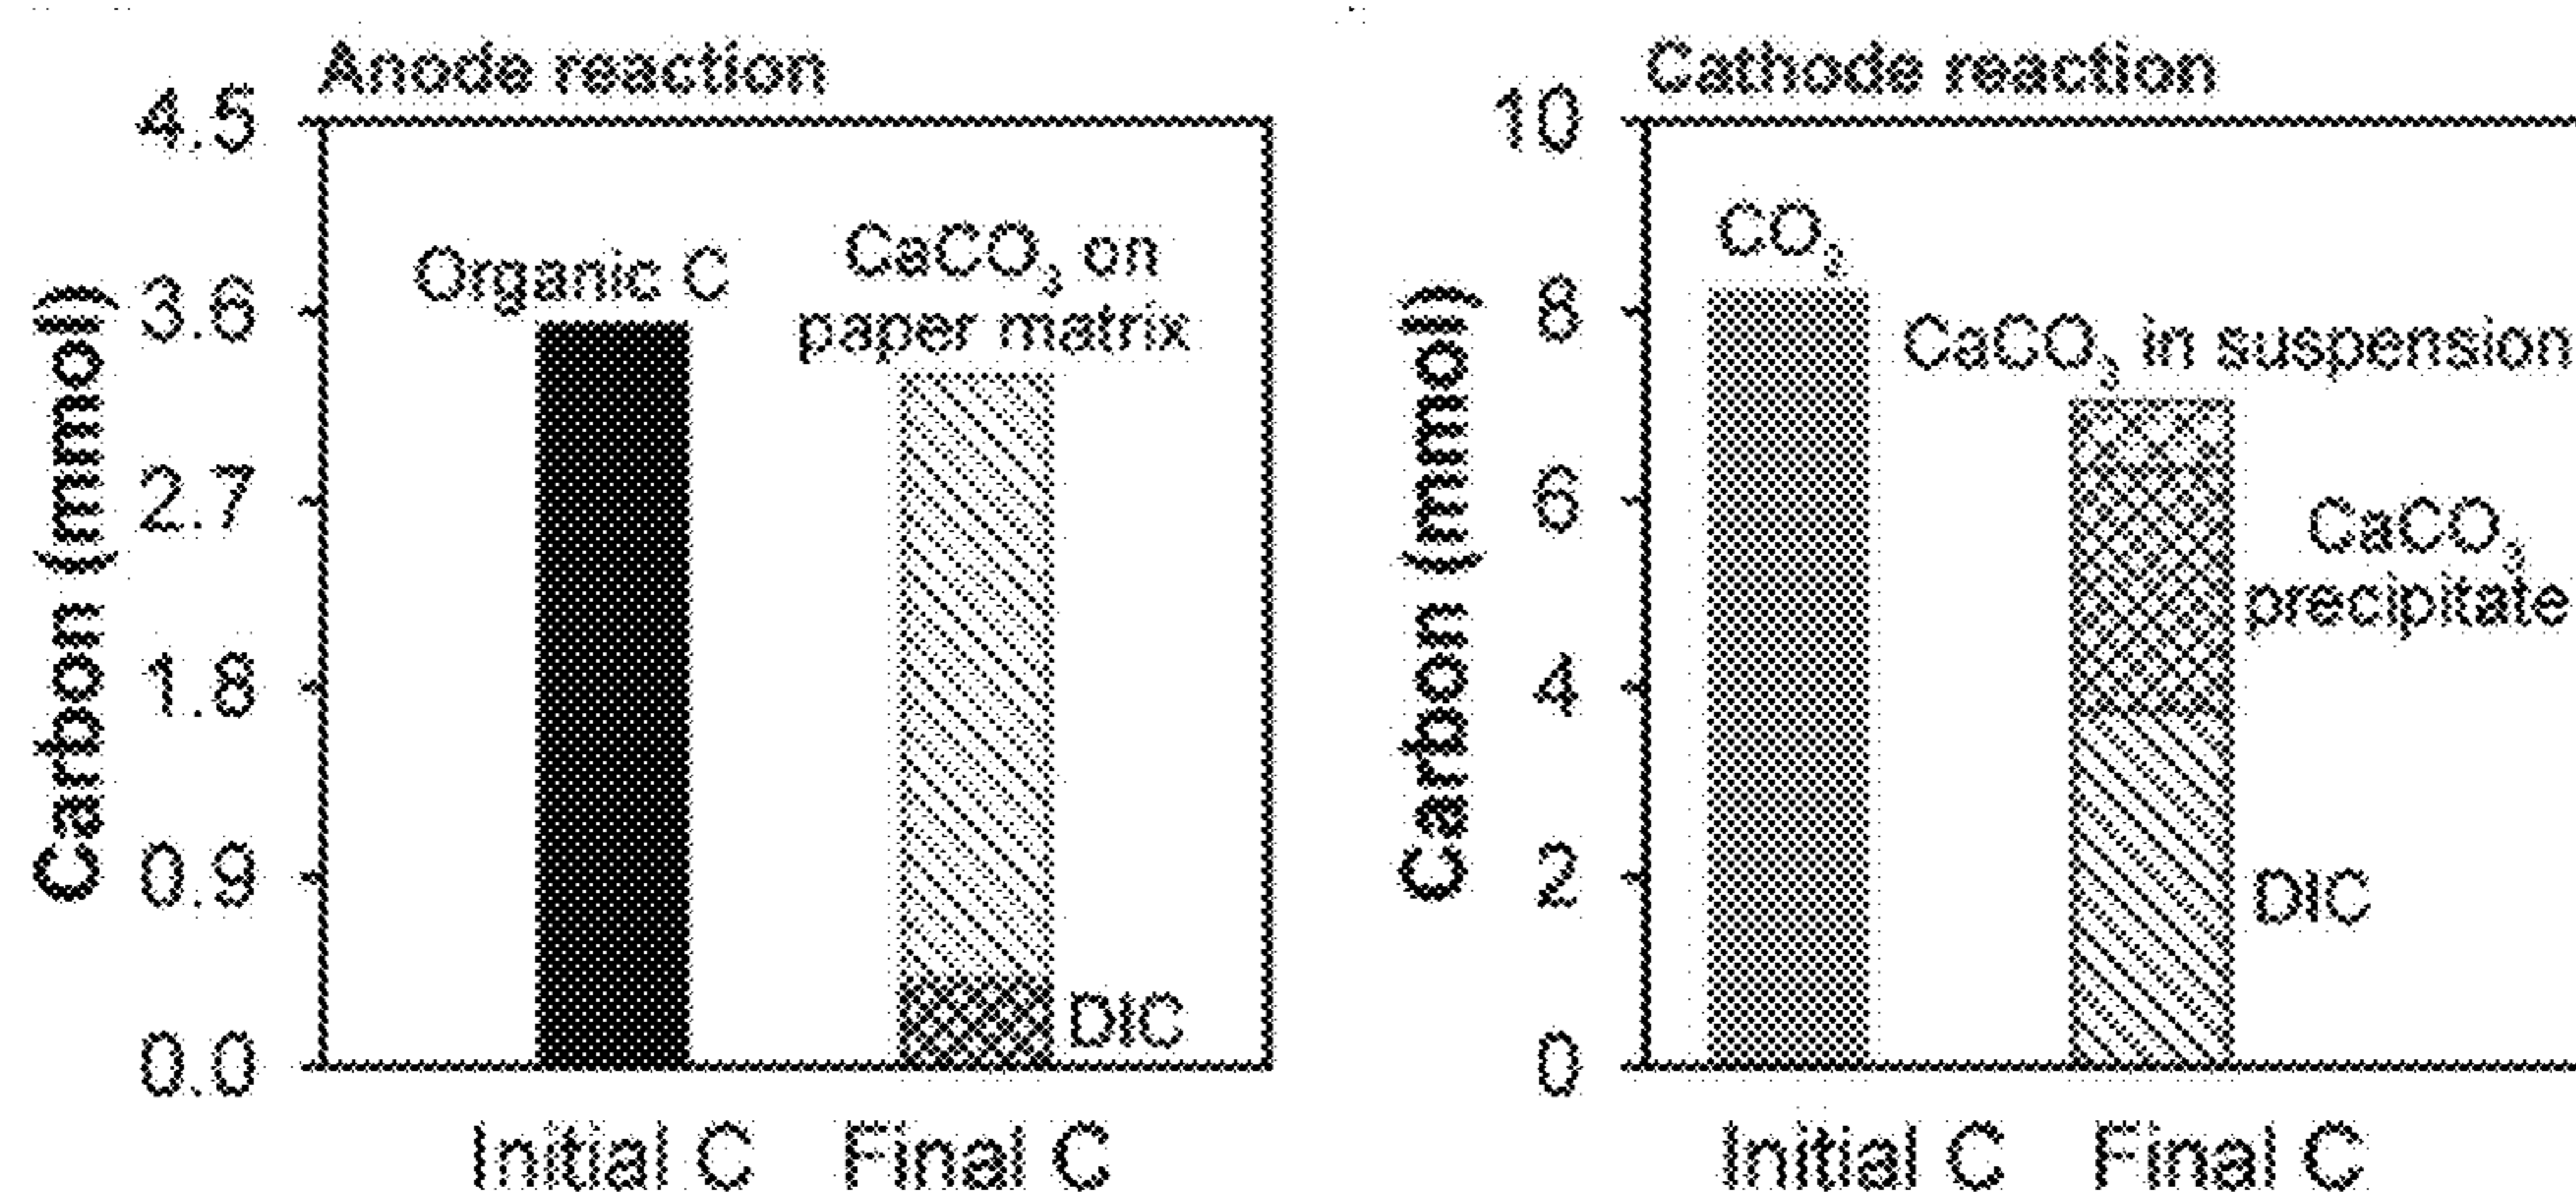 Anode reaction
4.5
3.6
2.7
1.8
0.9
0.0
Carbon (mmol)
Organic C
CaCO₃ on
paper matrix
DIC
Initial C
Final C
Cathode reaction
10
8
6
4
2
0
Carbon (mmol)
CO₃
CaCO₃ in suspension
CaCO₃
precipitate
DIC
Initial C
Final C